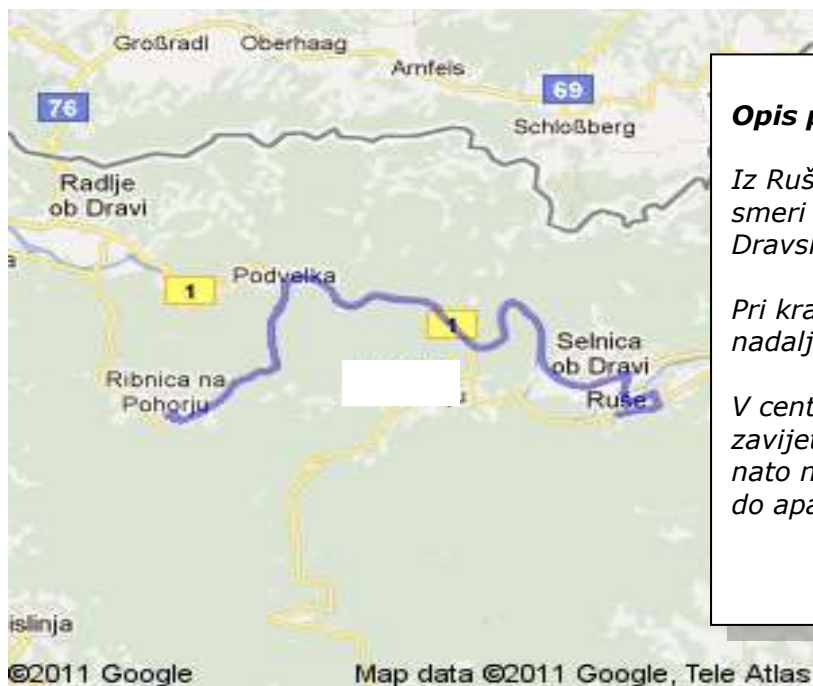 Großradl Oberhaag
Arnfels
76
69
Schloßberg
Radlje
ob Dravi
Podvelka
1
1
Selnica
ob Dravi
Ribnica na
Pohorju
Ruše
islinja
©2011 Google
Map data ©2011 Google, Tele Atlas
Opis p
Iz Ruš
smeri
Dravsk
Pri kra
nadalj
V cent
zavijet
nato n
do apa